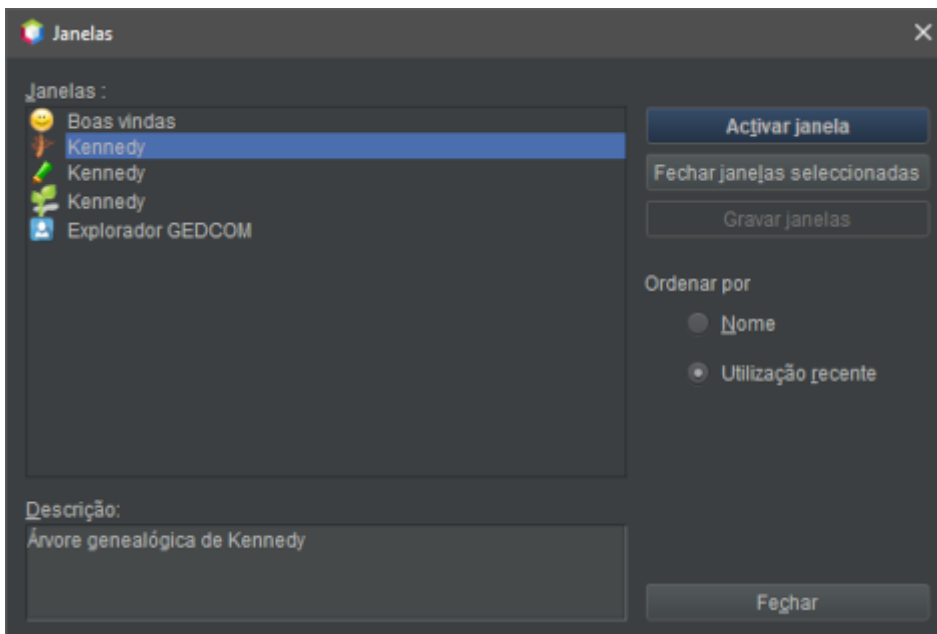 Janelas
Janelas :
Boas vindas
Kennedy
Kennedy
Kennedy
Explorador GEDCOM
Activar janela
Fechar janelas seleccionadas
Gravar janelas
Ordenar por
Nome
Utilização recente
Descrição:
Árvore genealógica de Kennedy
Fechar